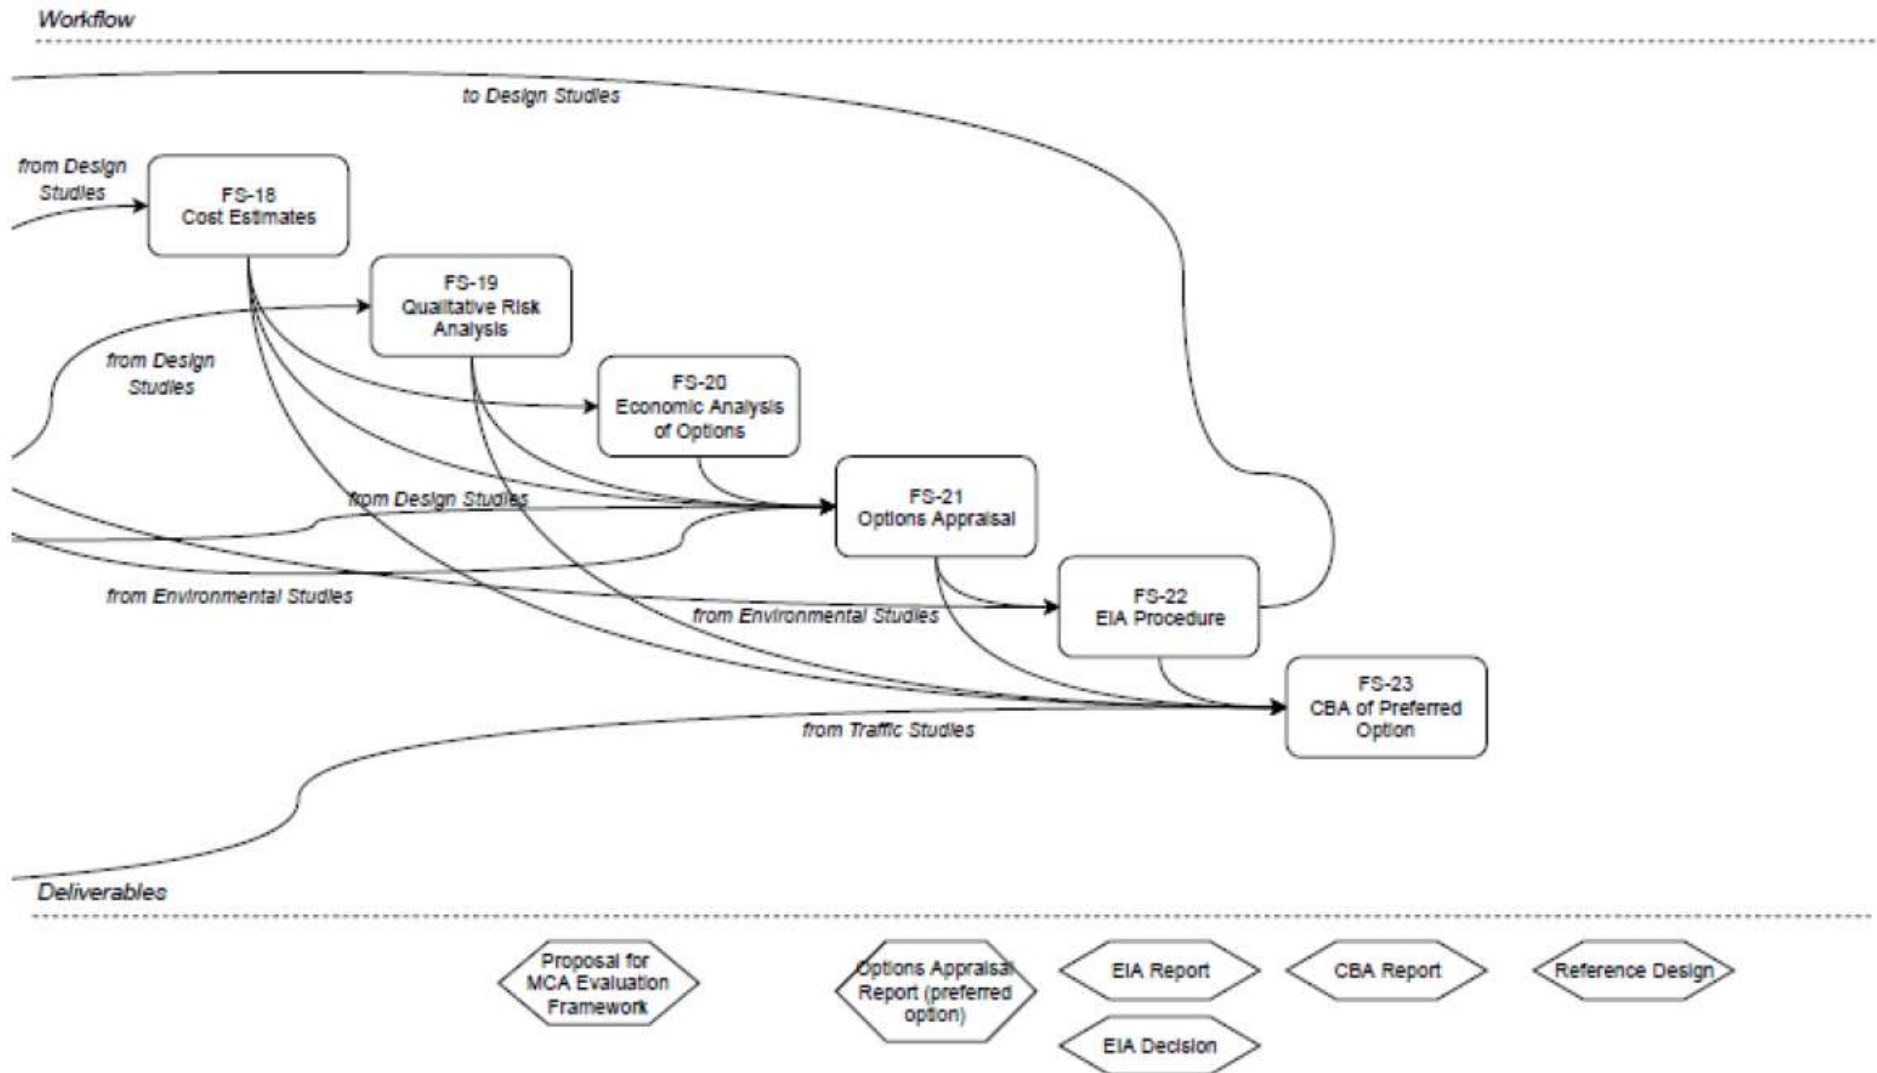 Workflow
to Design Studies
from Design
Studies
FS-18
Cost Estimates
FS-19
Qualitative Risk
Analysis
from Design
Studies
FS-20
Economic Analysis
of Options
from Design Studies
FS-21
Options Appraisal
from Environmental Studies
from Environmental Studies
FS-22
EIA Procedure
FS-23
CBA of Preferred
Option
from Traffic Studies
Deliverables
Proposal for
MCA Evaluation
Framework
Options Appraisal
Report (preferred
option)
EIA Report
CBA Report
Reference Design
EIA Decision